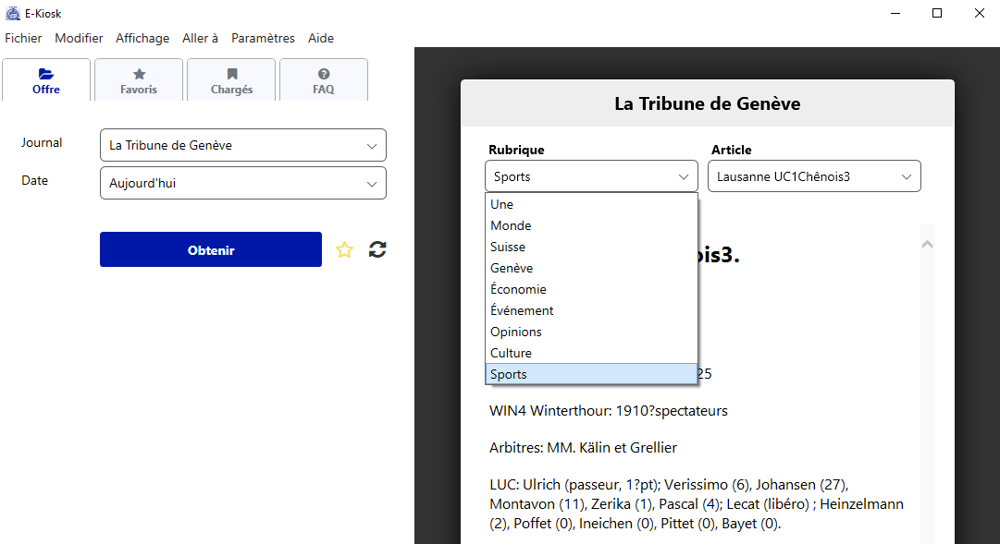 E-Kiosk
Fichier Modifier Affichage Aller à Paramètres Aide
Offre Favoris Chargés FAQ
Journal La Tribune de Genève
Date Aujourd'hui
Obtenir
La Tribune de Genève
Rubrique Article
Sports Lausanne UC1Chênois3
Une
Monde
Suisse
Genève
Économie
Événement
Opinions
Culture
Sports
ois3.
25
WIN4 Winterthour: 1910?spectateurs
Arbitres: MM. Kälin et Grellier
LUC: Ulrich (passeur, 1?pt); Verissimo (6), Johansen (27),
Montavon (11), Zerika (1), Pascal (4); Lecat (libéro) ; Heinzelmann
(2), Poffet (0), Ineichen (0), Pittet (0), Bayet (0).